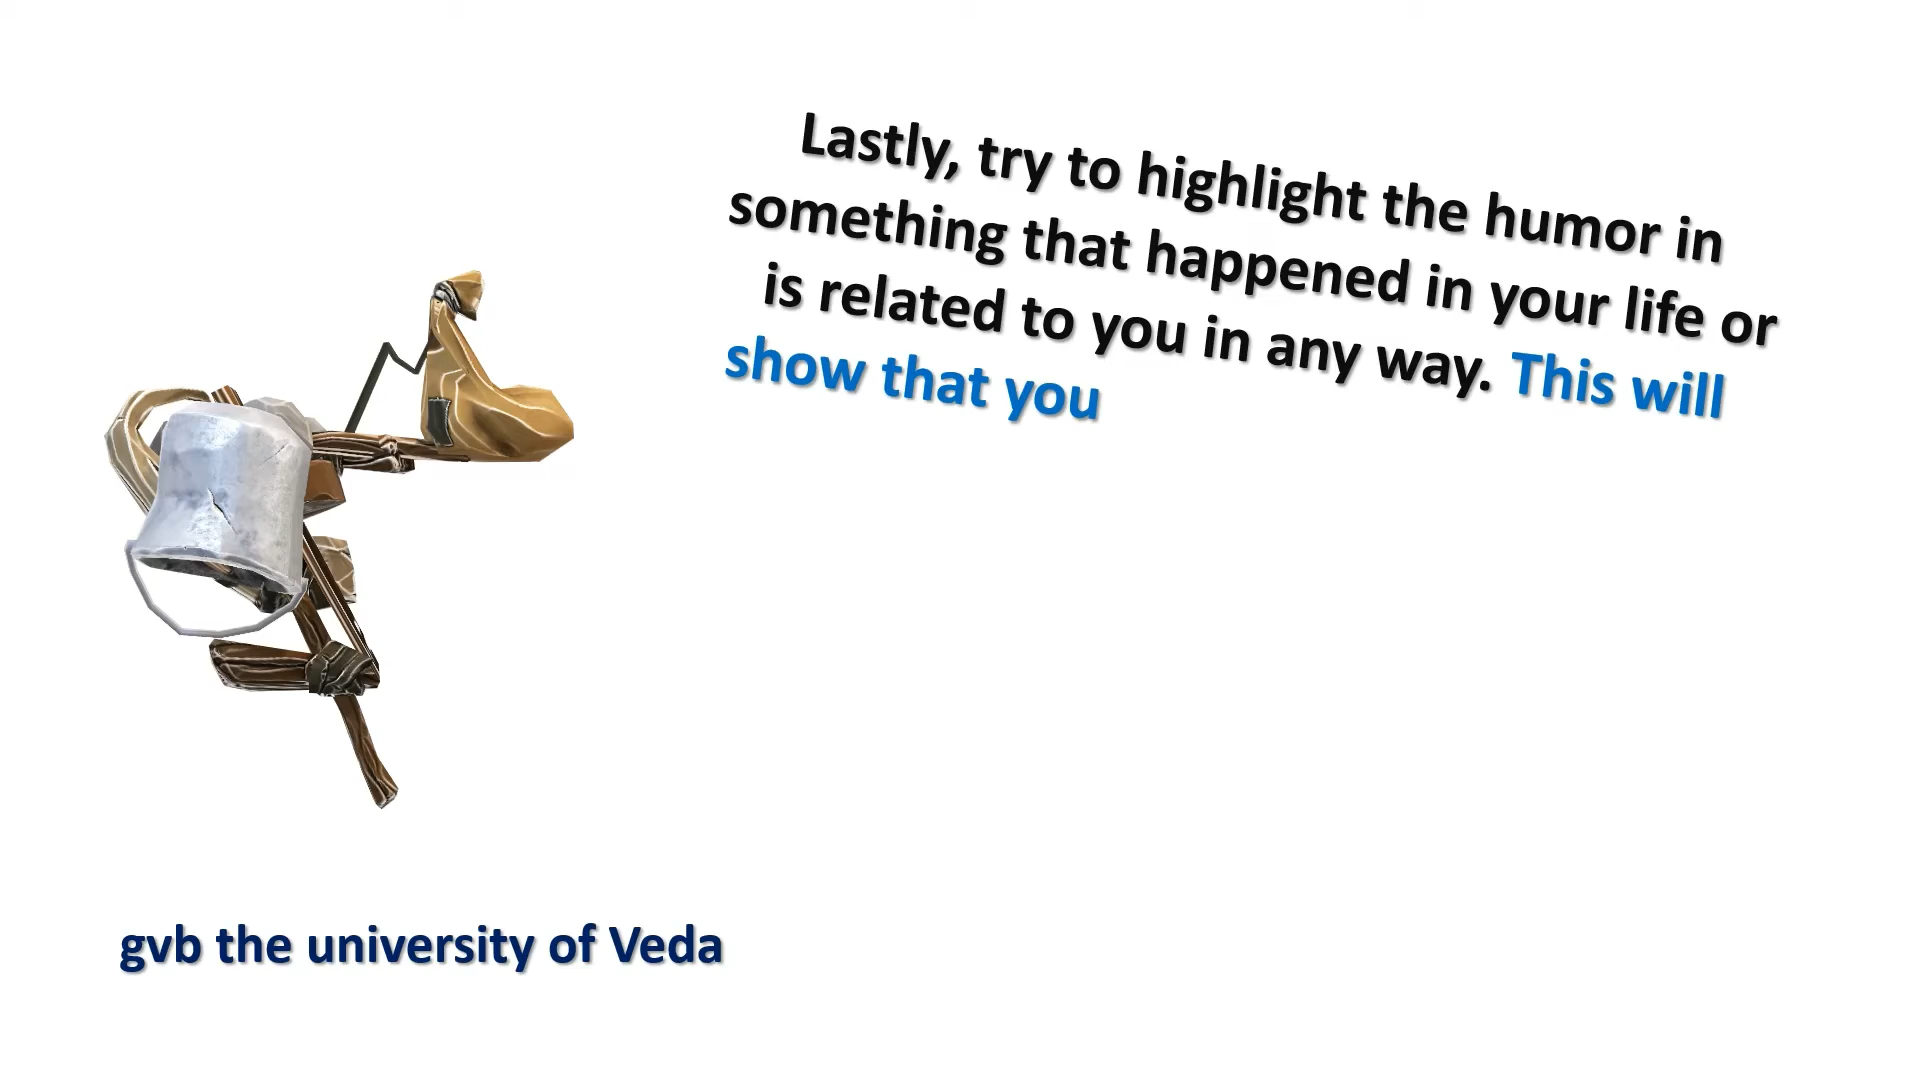 Lastly, try to highlight the humor in
something that happened in your life or
is related to you in any way. This will
show that you
gvb the university of Veda